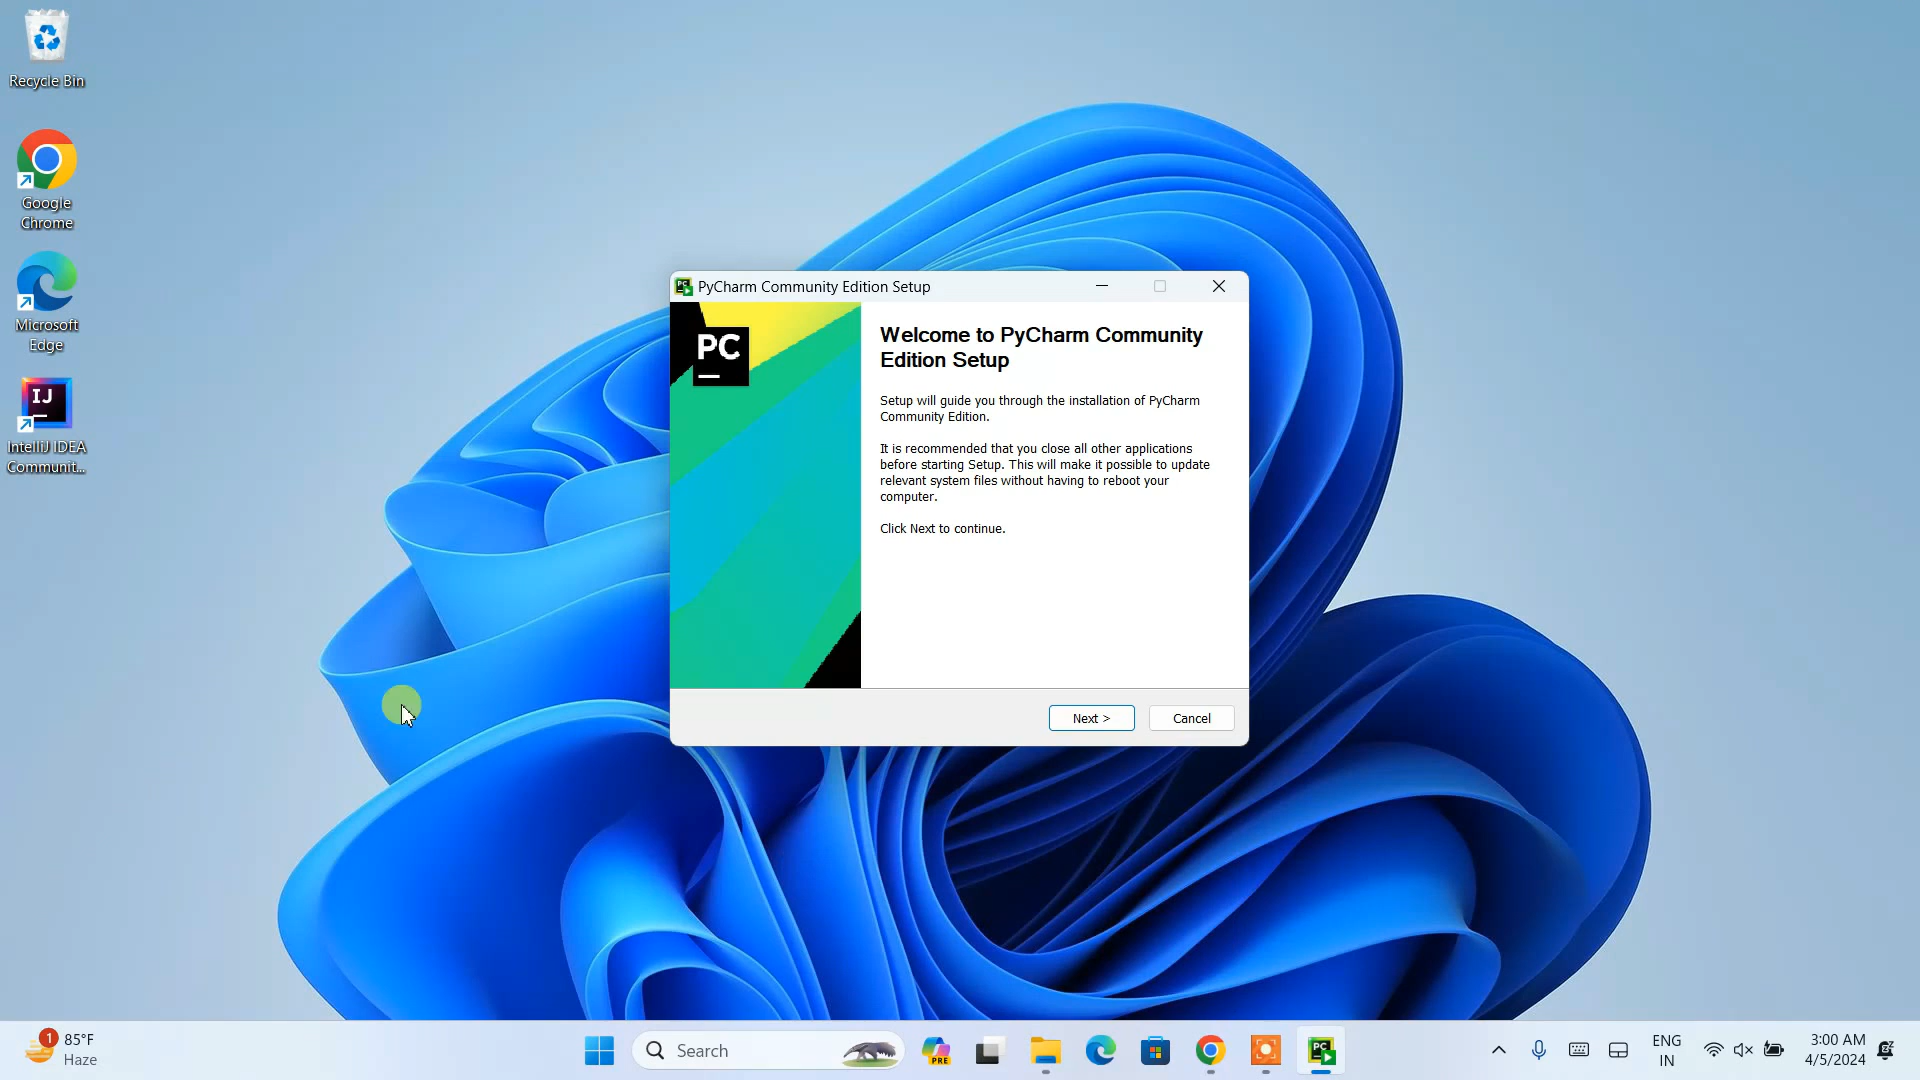 Recycle Bin
Google
Chrome
Microsoft
Edge
IJ
IntelliJ IDEA
Communit...
PyCharm Community Edition Setup
PC
Welcome to PyCharm Community
Edition Setup
Setup will guide you through the installation of PyCharm
Community Edition.
It is recommended that you close all other applications
before starting Setup. This will make it possible to update
relevant system files without having to reboot your
computer.
Click Next to continue.
Next >
Cancel
1
85°F
Haze
Search
PRE
PC
ENG
IN
3:00 AM
4/5/2024